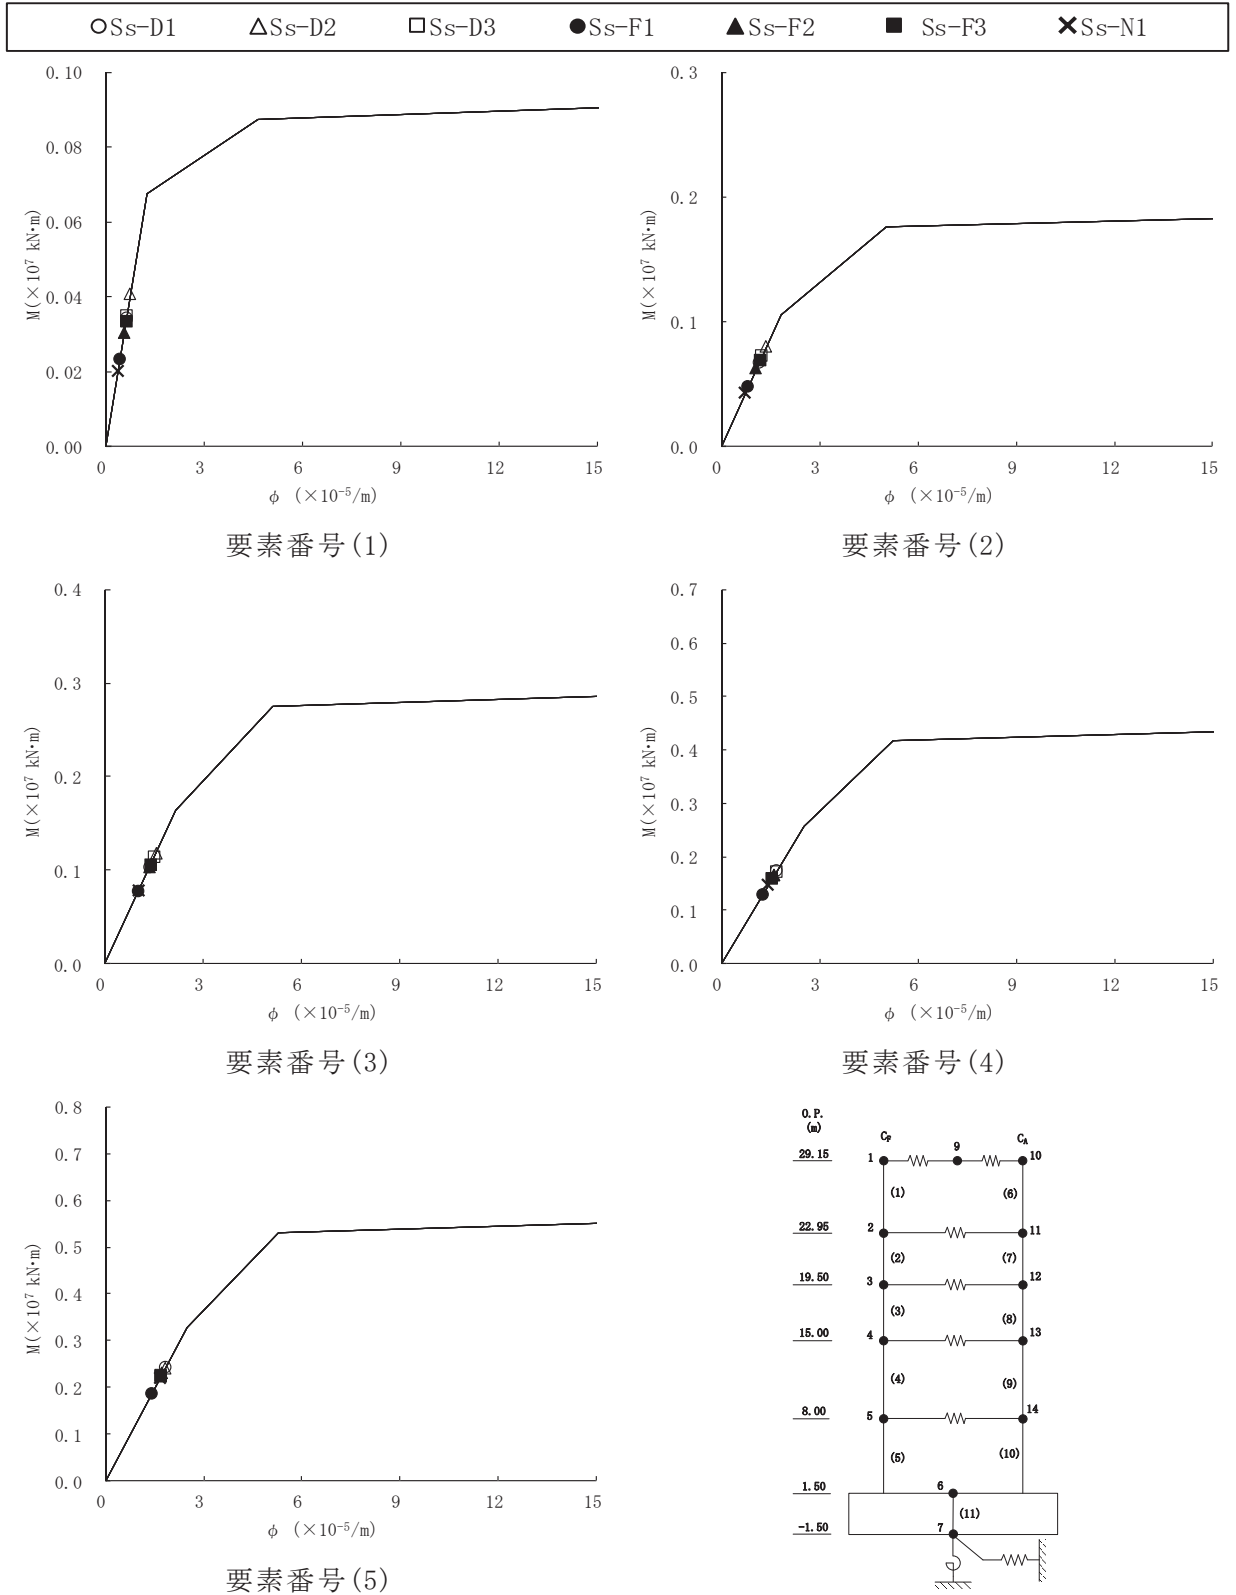 ○Ss-D1 △Ss-D2 □Ss-D3 ●Ss-F1 ▲Ss-F2 ■ Ss-F3 ×Ss-N1
M(×10⁷ kN・m)
0.10
0.08
0.06
0.04
0.02
0.00
0 3 6 9 12 15
φ (×10⁻⁵/m)
要素番号(1)
M(×10⁷ kN・m)
0.3
0.2
0.1
0.0
0 3 6 9 12 15
φ (×10⁻⁵/m)
要素番号(2)
M(×10⁷ kN・m)
0.4
0.3
0.2
0.1
0.0
0 3 6 9 12 15
φ (×10⁻⁵/m)
要素番号(3)
M(×10⁷ kN・m)
0.7
0.6
0.5
0.4
0.3
0.2
0.1
0.0
0 3 6 9 12 15
φ (×10⁻⁵/m)
要素番号(4)
M(×10⁷ kN・m)
0.8
0.7
0.6
0.5
0.4
0.3
0.2
0.1
0.0
0 3 6 9 12 15
φ (×10⁻⁵/m)
要素番号(5)
O.P.
(m)
C_F C_A
29.15 1 9 10
(1) (6)
22.95 2 11
(2) (7)
19.50 3 12
(3) (8)
15.00 4 13
(4) (9)
8.00 5 14
(5) (10)
1.50 6
(11)
-1.50 7